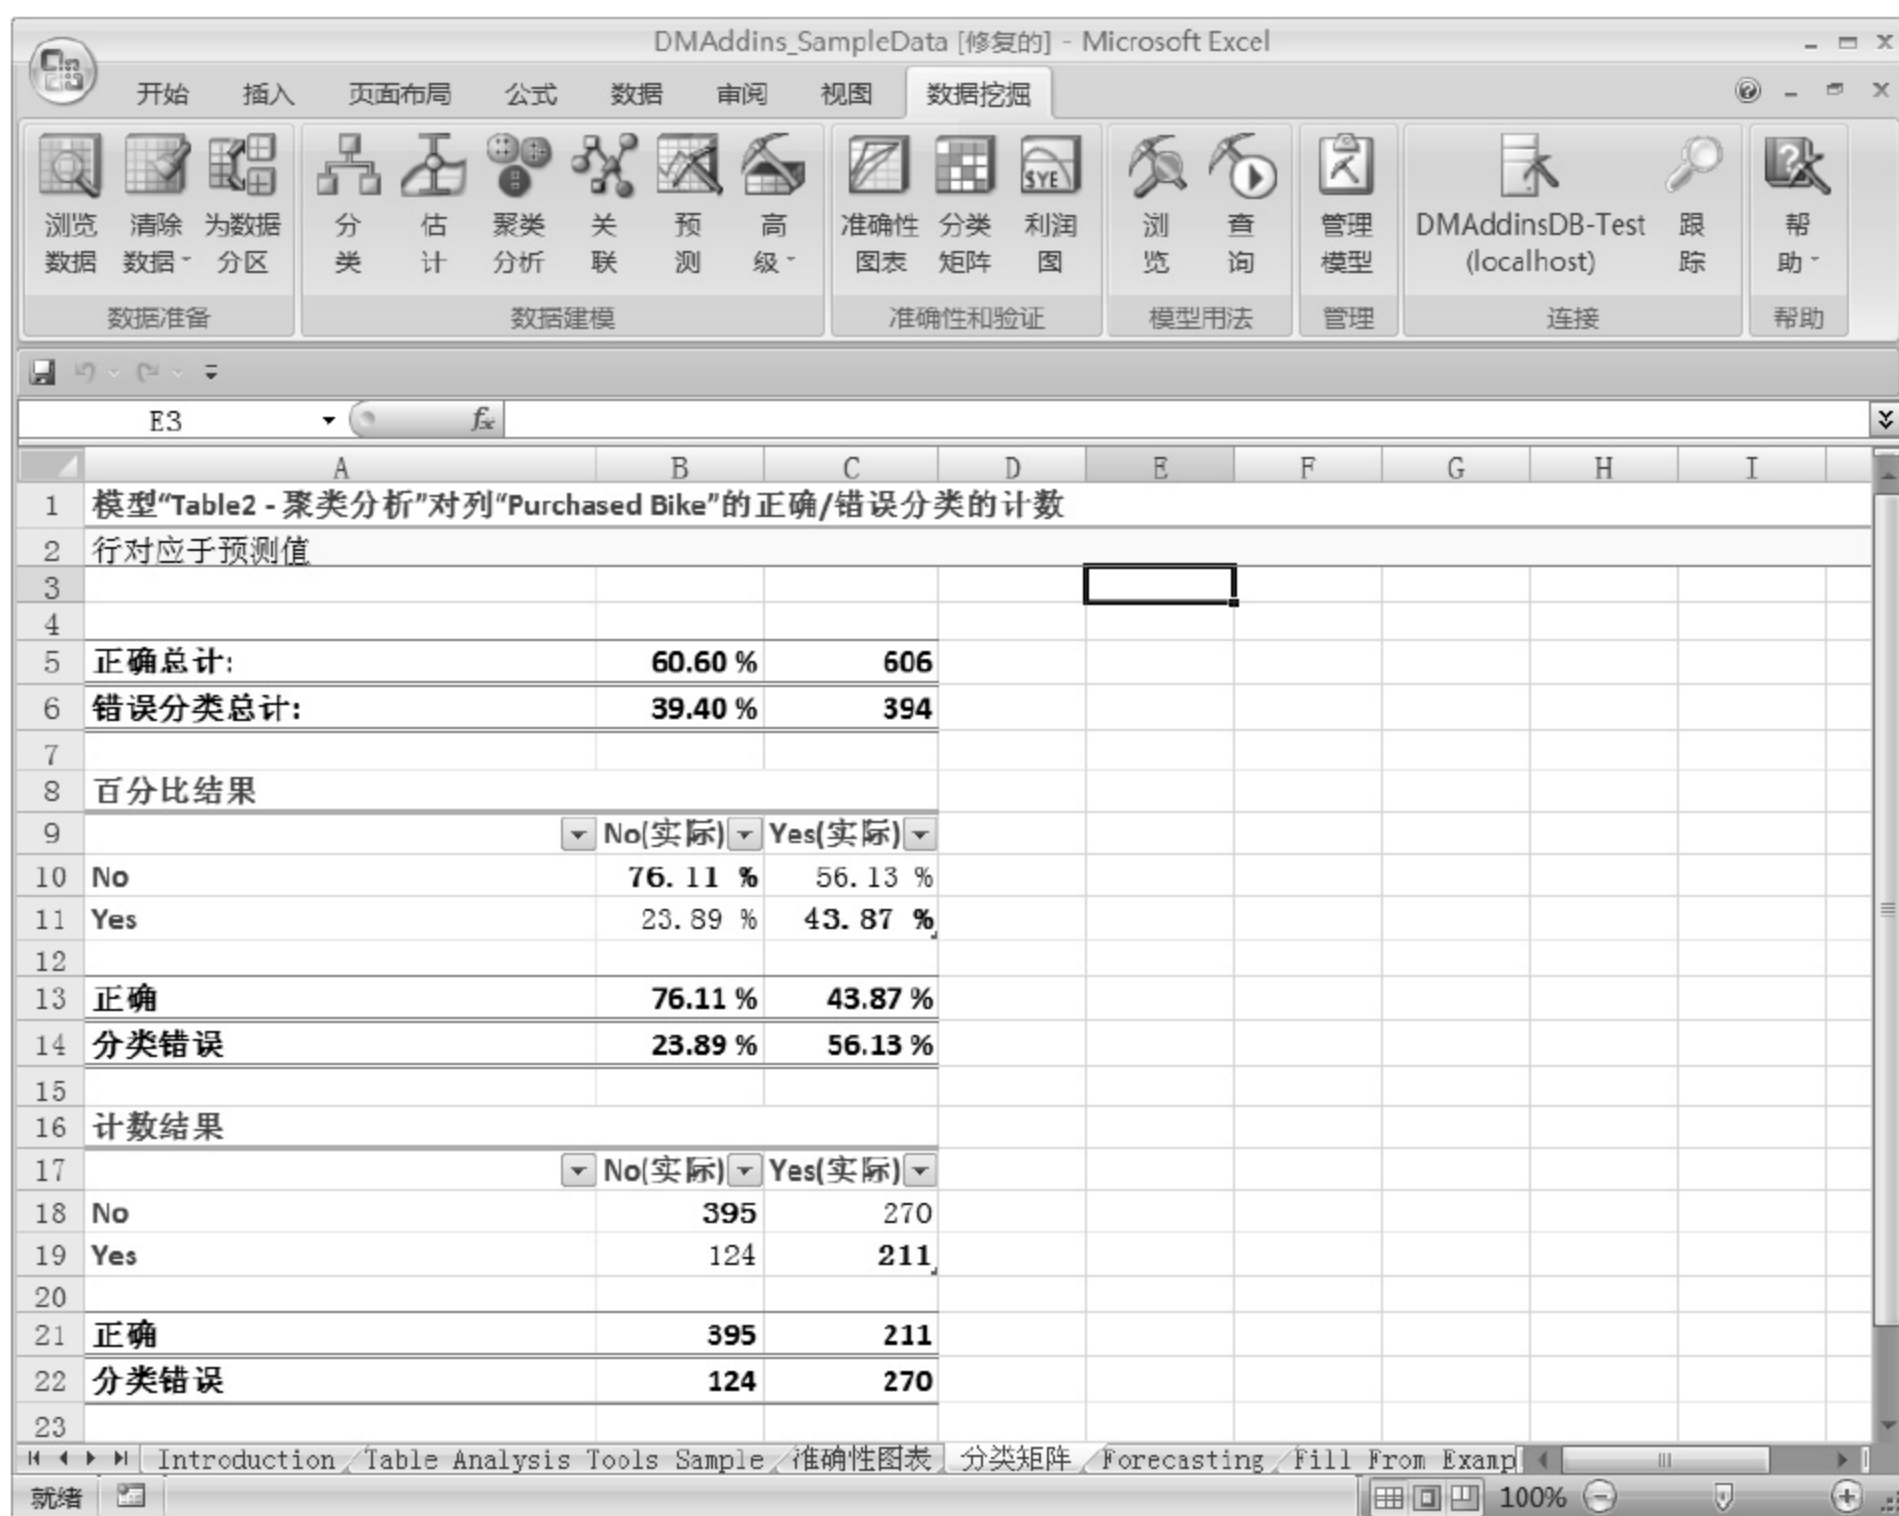 DMAddins_SampleData [修复的] - Microsoft Excel
开始 插入 页面布局 公式 数据 审阅 视图 数据挖掘
浏览数据 清除数据 为数据分区 分类 估计 聚类分析 关联 预测 高级 准确性图表 分类矩阵 $YE 利润图 浏览 查询 管理模型 DMAddinsDB-Test (localhost) 跟踪 帮助
数据准备 数据建模 准确性和验证 模型用法 管理 连接 帮助
E3 fx
A B C D E F G H I
1 模型“Table2 - 聚类分析”对列“Purchased Bike”的正确/错误分类的计数
2 行对应于预测值
3
4
5 正确总计: 60.60 % 606
6 错误分类总计: 39.40 % 394
7
8 百分比结果
9 No(实际) Yes(实际)
10 No 76.11 % 56.13 %
11 Yes 23.89 % 43.87 %
12
13 正确 76.11 % 43.87 %
14 分类错误 23.89 % 56.13 %
15
16 计数结果
17 No(实际) Yes(实际)
18 No 395 270
19 Yes 124 211
20
21 正确 395 211
22 分类错误 124 270
23
Introduction Table Analysis Tools Sample 准确性图表 分类矩阵 Forecasting Fill From Examp
就绪 100%